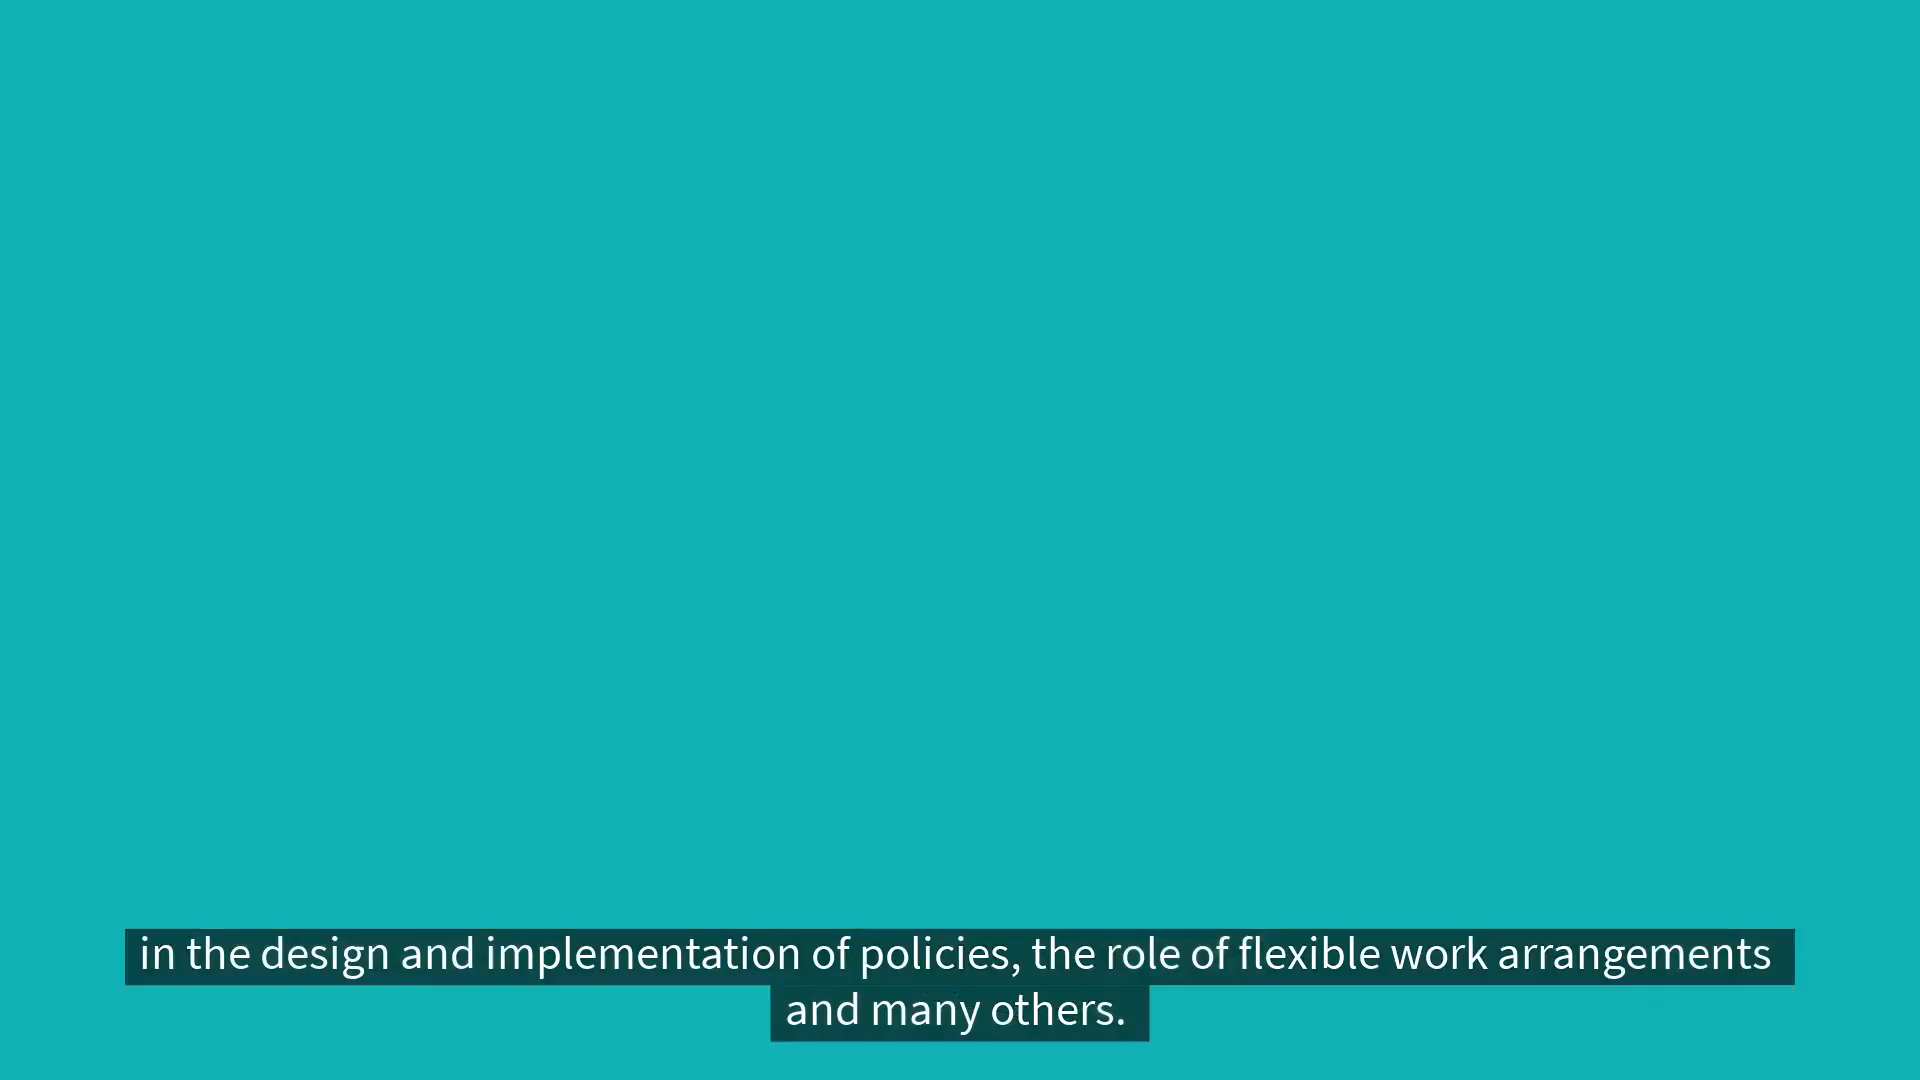 in the design and implementation of policies, the role of flexible work arrangements
and many others.